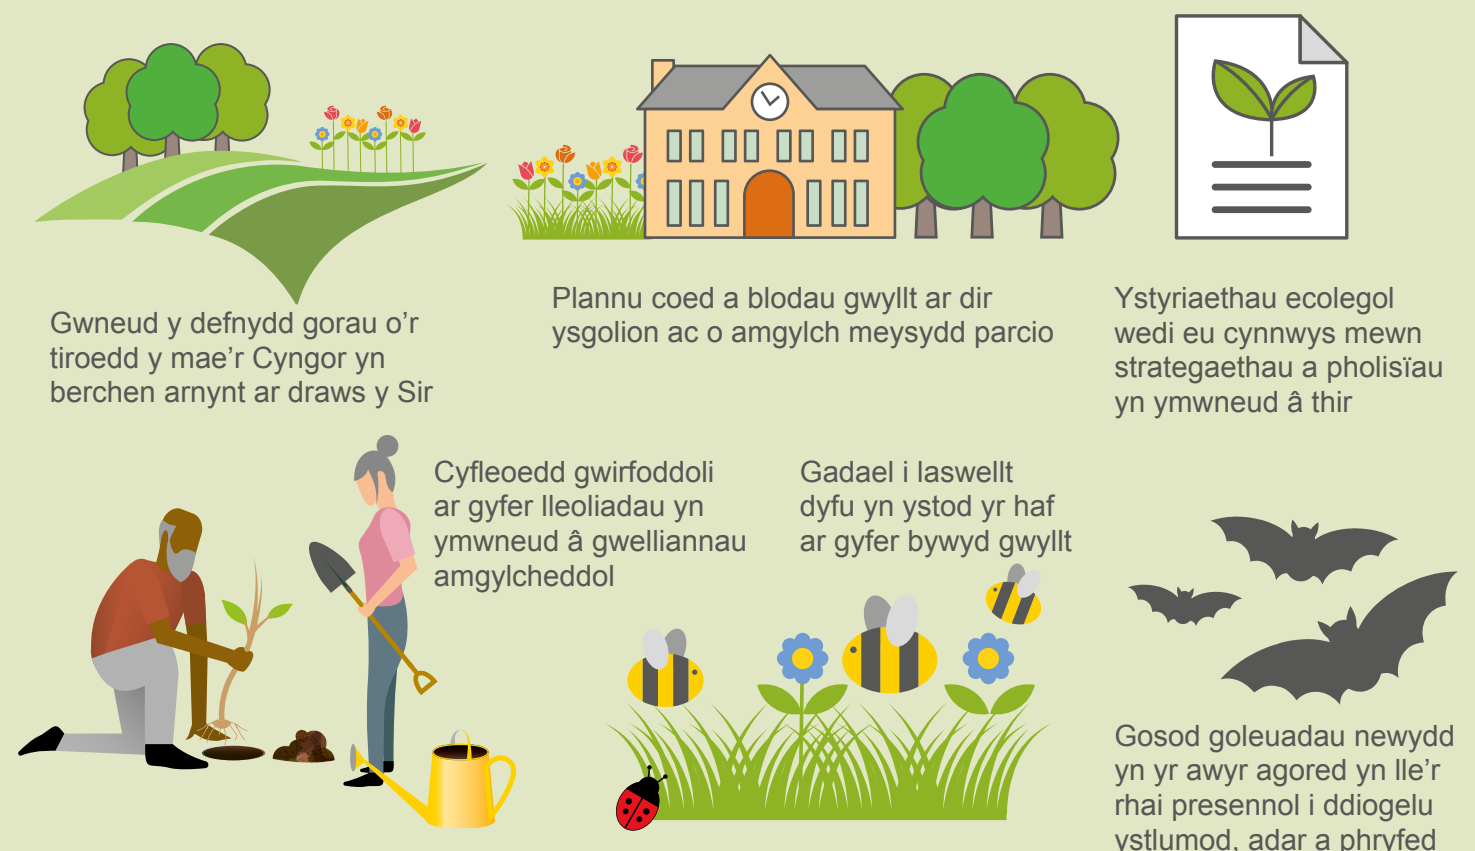 Gwneud y defnydd gorau o’r
tiroedd y mae’r Cyngor yn
berchen arnynt ar draws y Sir
Plannu coed a blodau gwyllt ar dir
ysgolion ac o amgylch meysydd parcio
Ystyriaethau ecolegol
wedi eu cynnwys mewn
strategaethau a pholisïau
yn ymwneud â thir
Cyfleoedd gwirfoddoli
ar gyfer lleoliadau yn
ymwneud â gwelliannau
amgylcheddol
Gadael i laswellt
dyfu yn ystod yr haf
ar gyfer bywyd gwyllt
Gosod goleuadau newydd
yn yr awyr agored yn lle’r
rhai presennol i ddiogelu
ystlumod, adar a phryfed